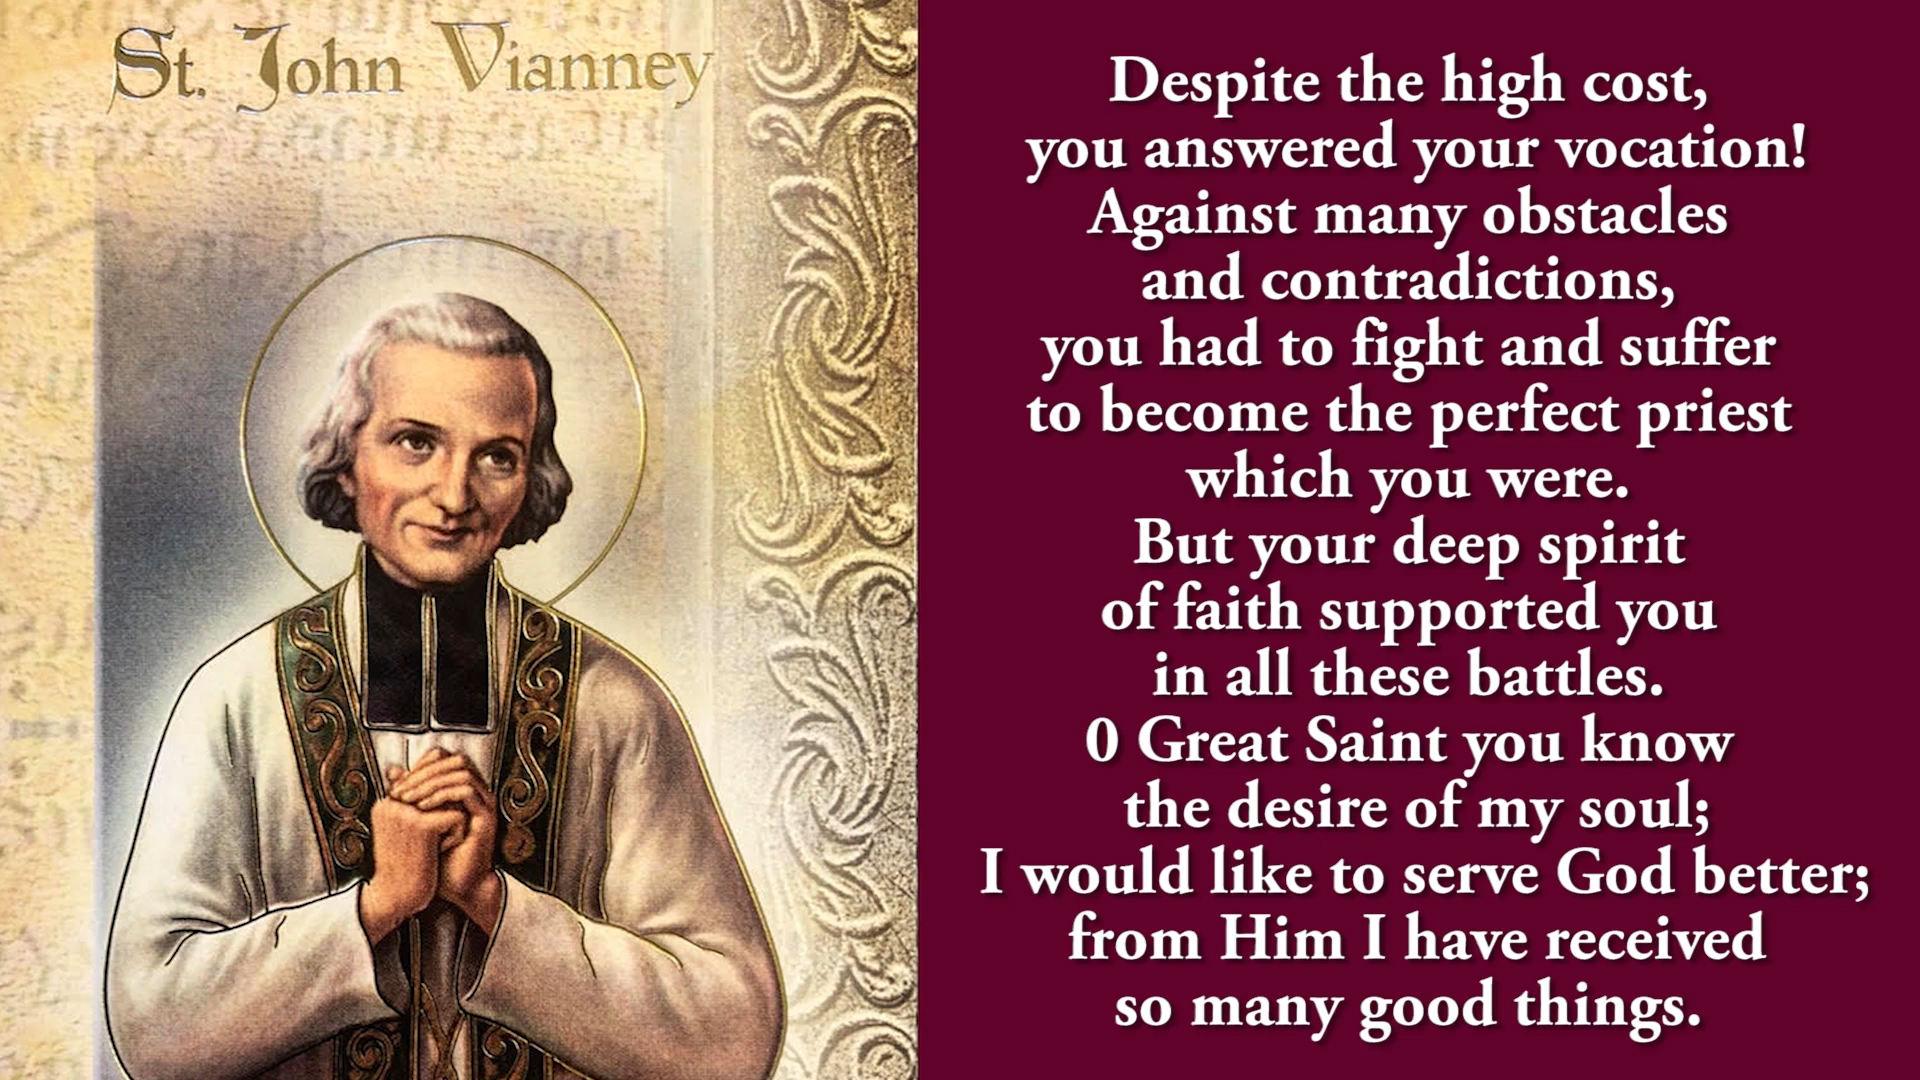 St. John Vianney
Despite the high cost,
you answered your vocation!
Against many obstacles
and contradictions,
you had to fight and suffer
to become the perfect priest
which you were.
But your deep spirit
of faith supported you
in all these battles.
0 Great Saint you know
the desire of my soul;
I would like to serve God better;
from Him I have received
so many good things.